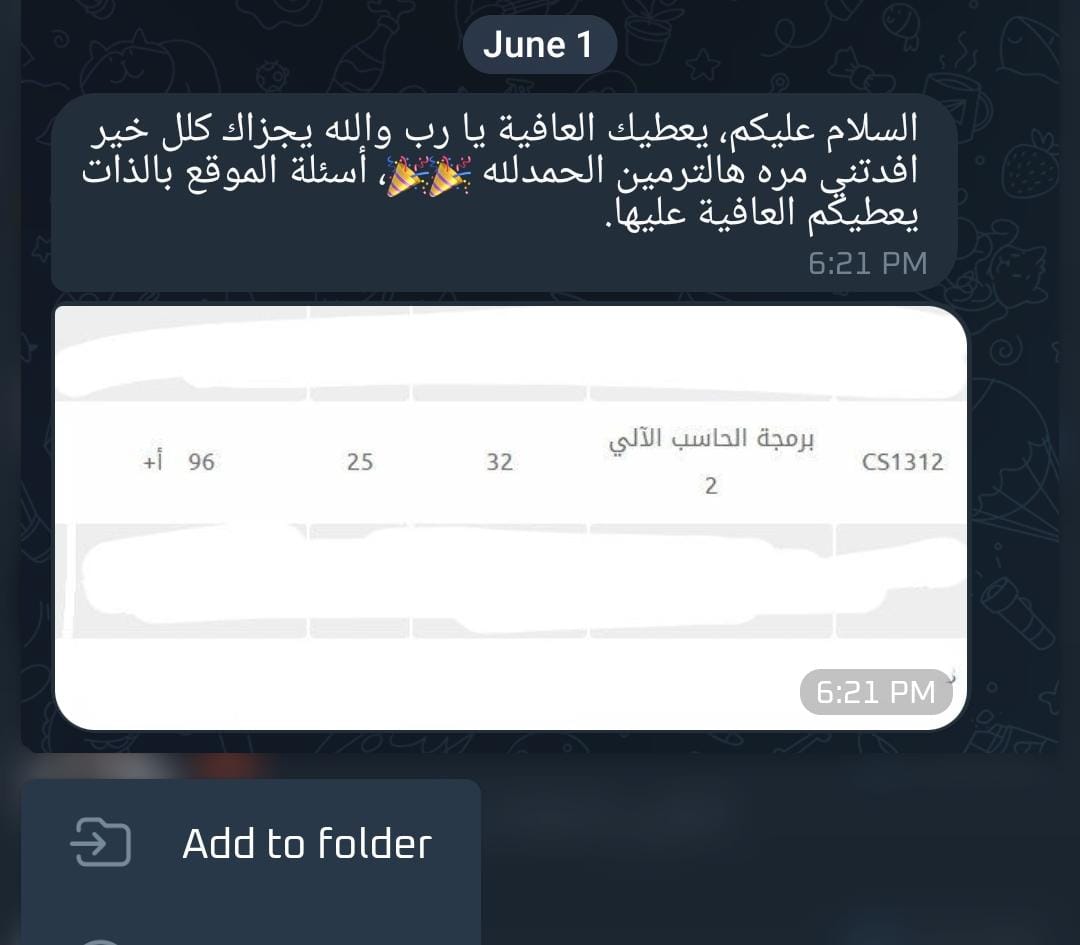 June 1
السلام عليكم، يعطيك العافية يا رب والله يجزاك كلل خير
افدتني مره هالترمين الحمدلله 🎉🎉، أسئلة الموقع بالذات
يعطيكم العافية عليها.
6:21 PM
CS1312 برمجة الحاسب الآلي 32 25 96 أ+
2
6:21 PM
Add to folder